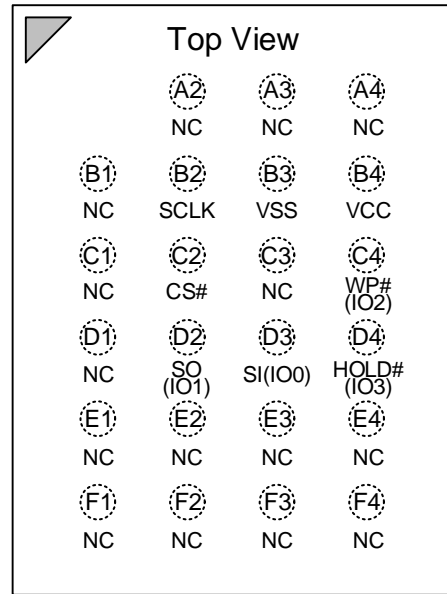 Top View
A2 A3 A4
NC NC NC
B1 B2 B3 B4
NC SCLK VSS VCC
C1 C2 C3 C4
NC CS# NC WP#
(IO2)
D1 D2 D3 D4
NC SO SI(IO0) HOLD#
(IO1) (IO3)
E1 E2 E3 E4
NC NC NC NC
F1 F2 F3 F4
NC NC NC NC